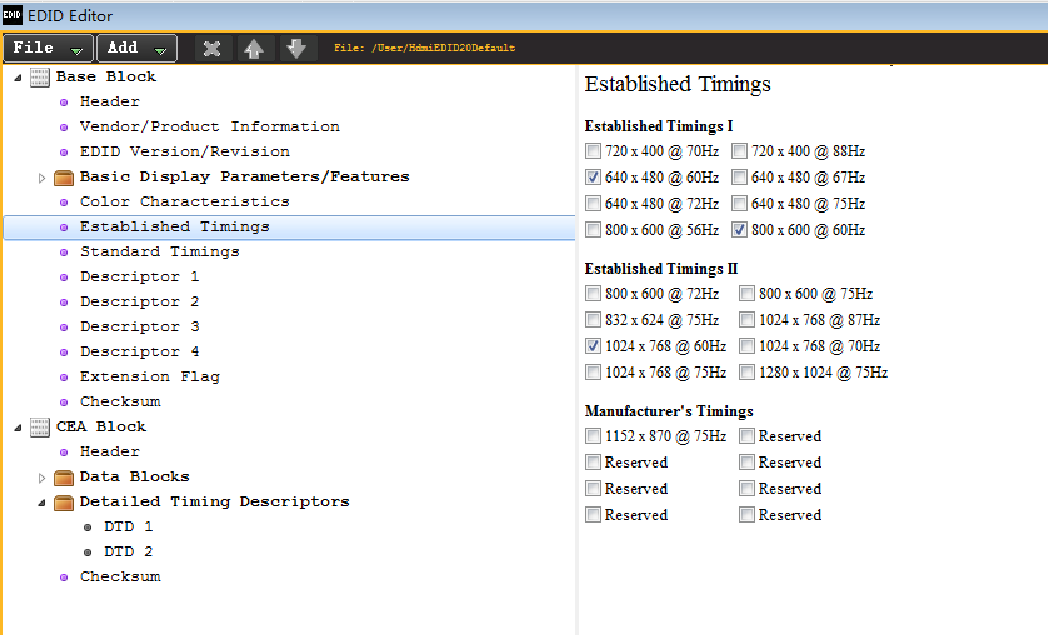 EDID EDID Editor
File Add File: /User/HdmiEDID20Default
Base Block
Header
Vendor/Product Information
EDID Version/Revision
Basic Display Parameters/Features
Color Characteristics
Established Timings
Standard Timings
Descriptor 1
Descriptor 2
Descriptor 3
Descriptor 4
Extension Flag
Checksum
CEA Block
Header
Data Blocks
Detailed Timing Descriptors
DTD 1
DTD 2
Checksum
Established Timings
Established Timings I
720 x 400 @ 70Hz 720 x 400 @ 88Hz
640 x 480 @ 60Hz 640 x 480 @ 67Hz
640 x 480 @ 72Hz 640 x 480 @ 75Hz
800 x 600 @ 56Hz 800 x 600 @ 60Hz
Established Timings II
800 x 600 @ 72Hz 800 x 600 @ 75Hz
832 x 624 @ 75Hz 1024 x 768 @ 87Hz
1024 x 768 @ 60Hz 1024 x 768 @ 70Hz
1024 x 768 @ 75Hz 1280 x 1024 @ 75Hz
Manufacturer's Timings
1152 x 870 @ 75Hz Reserved
Reserved Reserved
Reserved Reserved
Reserved Reserved